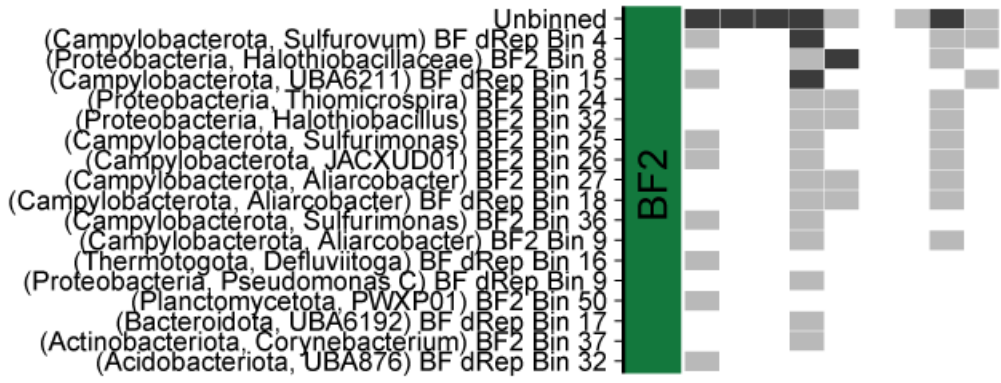 Unbinned
(Campylobacterota, Sulfurovum) BF dRep Bin 4
(Proteobacteria, Halothiobacillaceae) BF2 Bin 8
(Campylobacterota, UBA6211) BF dRep Bin 15
(Proteobacteria, Thiomicrospira) BF2 Bin 24
(Proteobacteria, Halothiobacillus) BF2 Bin 32
(Campylobacterota, Sulfurimonas) BF2 Bin 25
(Campylobacterota, JACXUD01) BF2 Bin 26
(Campylobacterota, Aliarcobacter) BF2 Bin 27
(Campylobacterota, Aliarcobacter) BF dRep Bin 18
(Campylobacterota, Sulfurimonas) BF2 Bin 36
(Campylobacterota, Aliarcobacter) BF2 Bin 9
(Thermotogota, Defluviitoga) BF dRep Bin 16
(Proteobacteria, Pseudomonas C) BF dRep Bin 9
(Planctomycetota, PWXP01) BF2 Bin 50
(Bacteroidota, UBA6192) BF dRep Bin 17
(Actinobacteriota, Corynebacterium) BF2 Bin 37
(Acidobacteriota, UBA876) BF dRep Bin 32
BF2